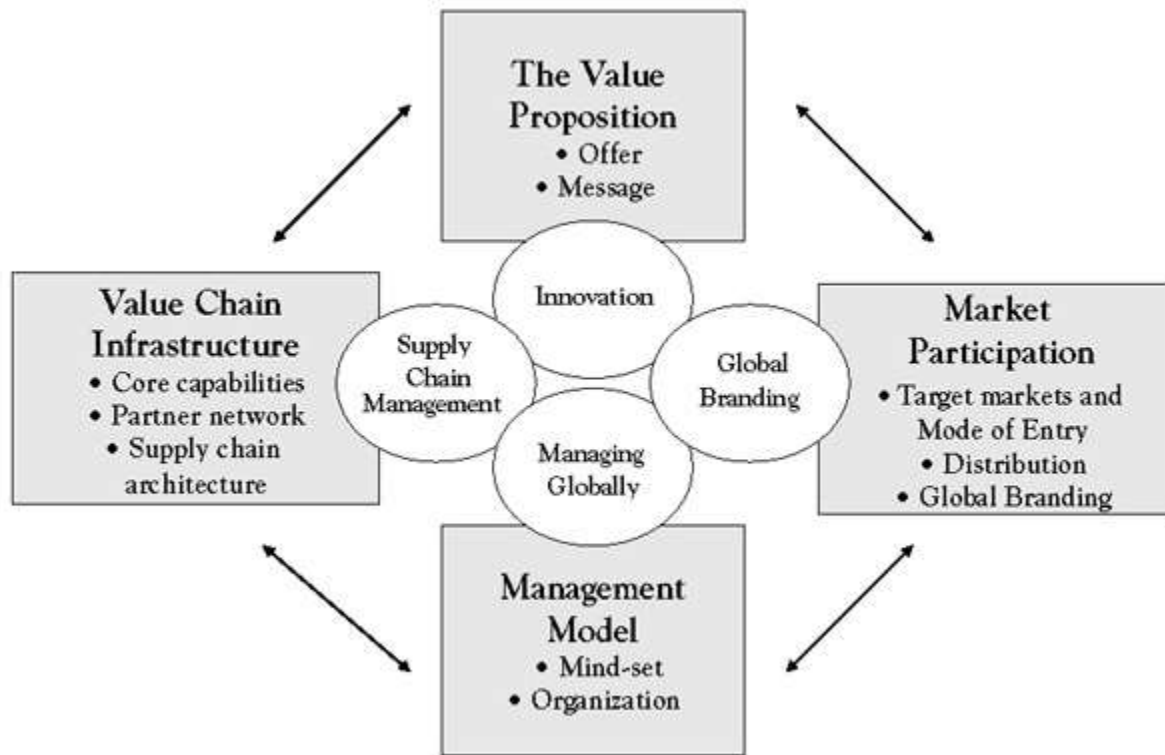 The Value
Proposition
• Offer
• Message
Innovation
Value Chain
Infrastructure
• Core capabilities
• Partner network
• Supply chain
architecture
Supply
Chain
Management
Global
Branding
Market
Participation
• Target markets and
Mode of Entry
• Distribution
• Global Branding
Managing
Globally
Management
Model
• Mind-set
• Organization